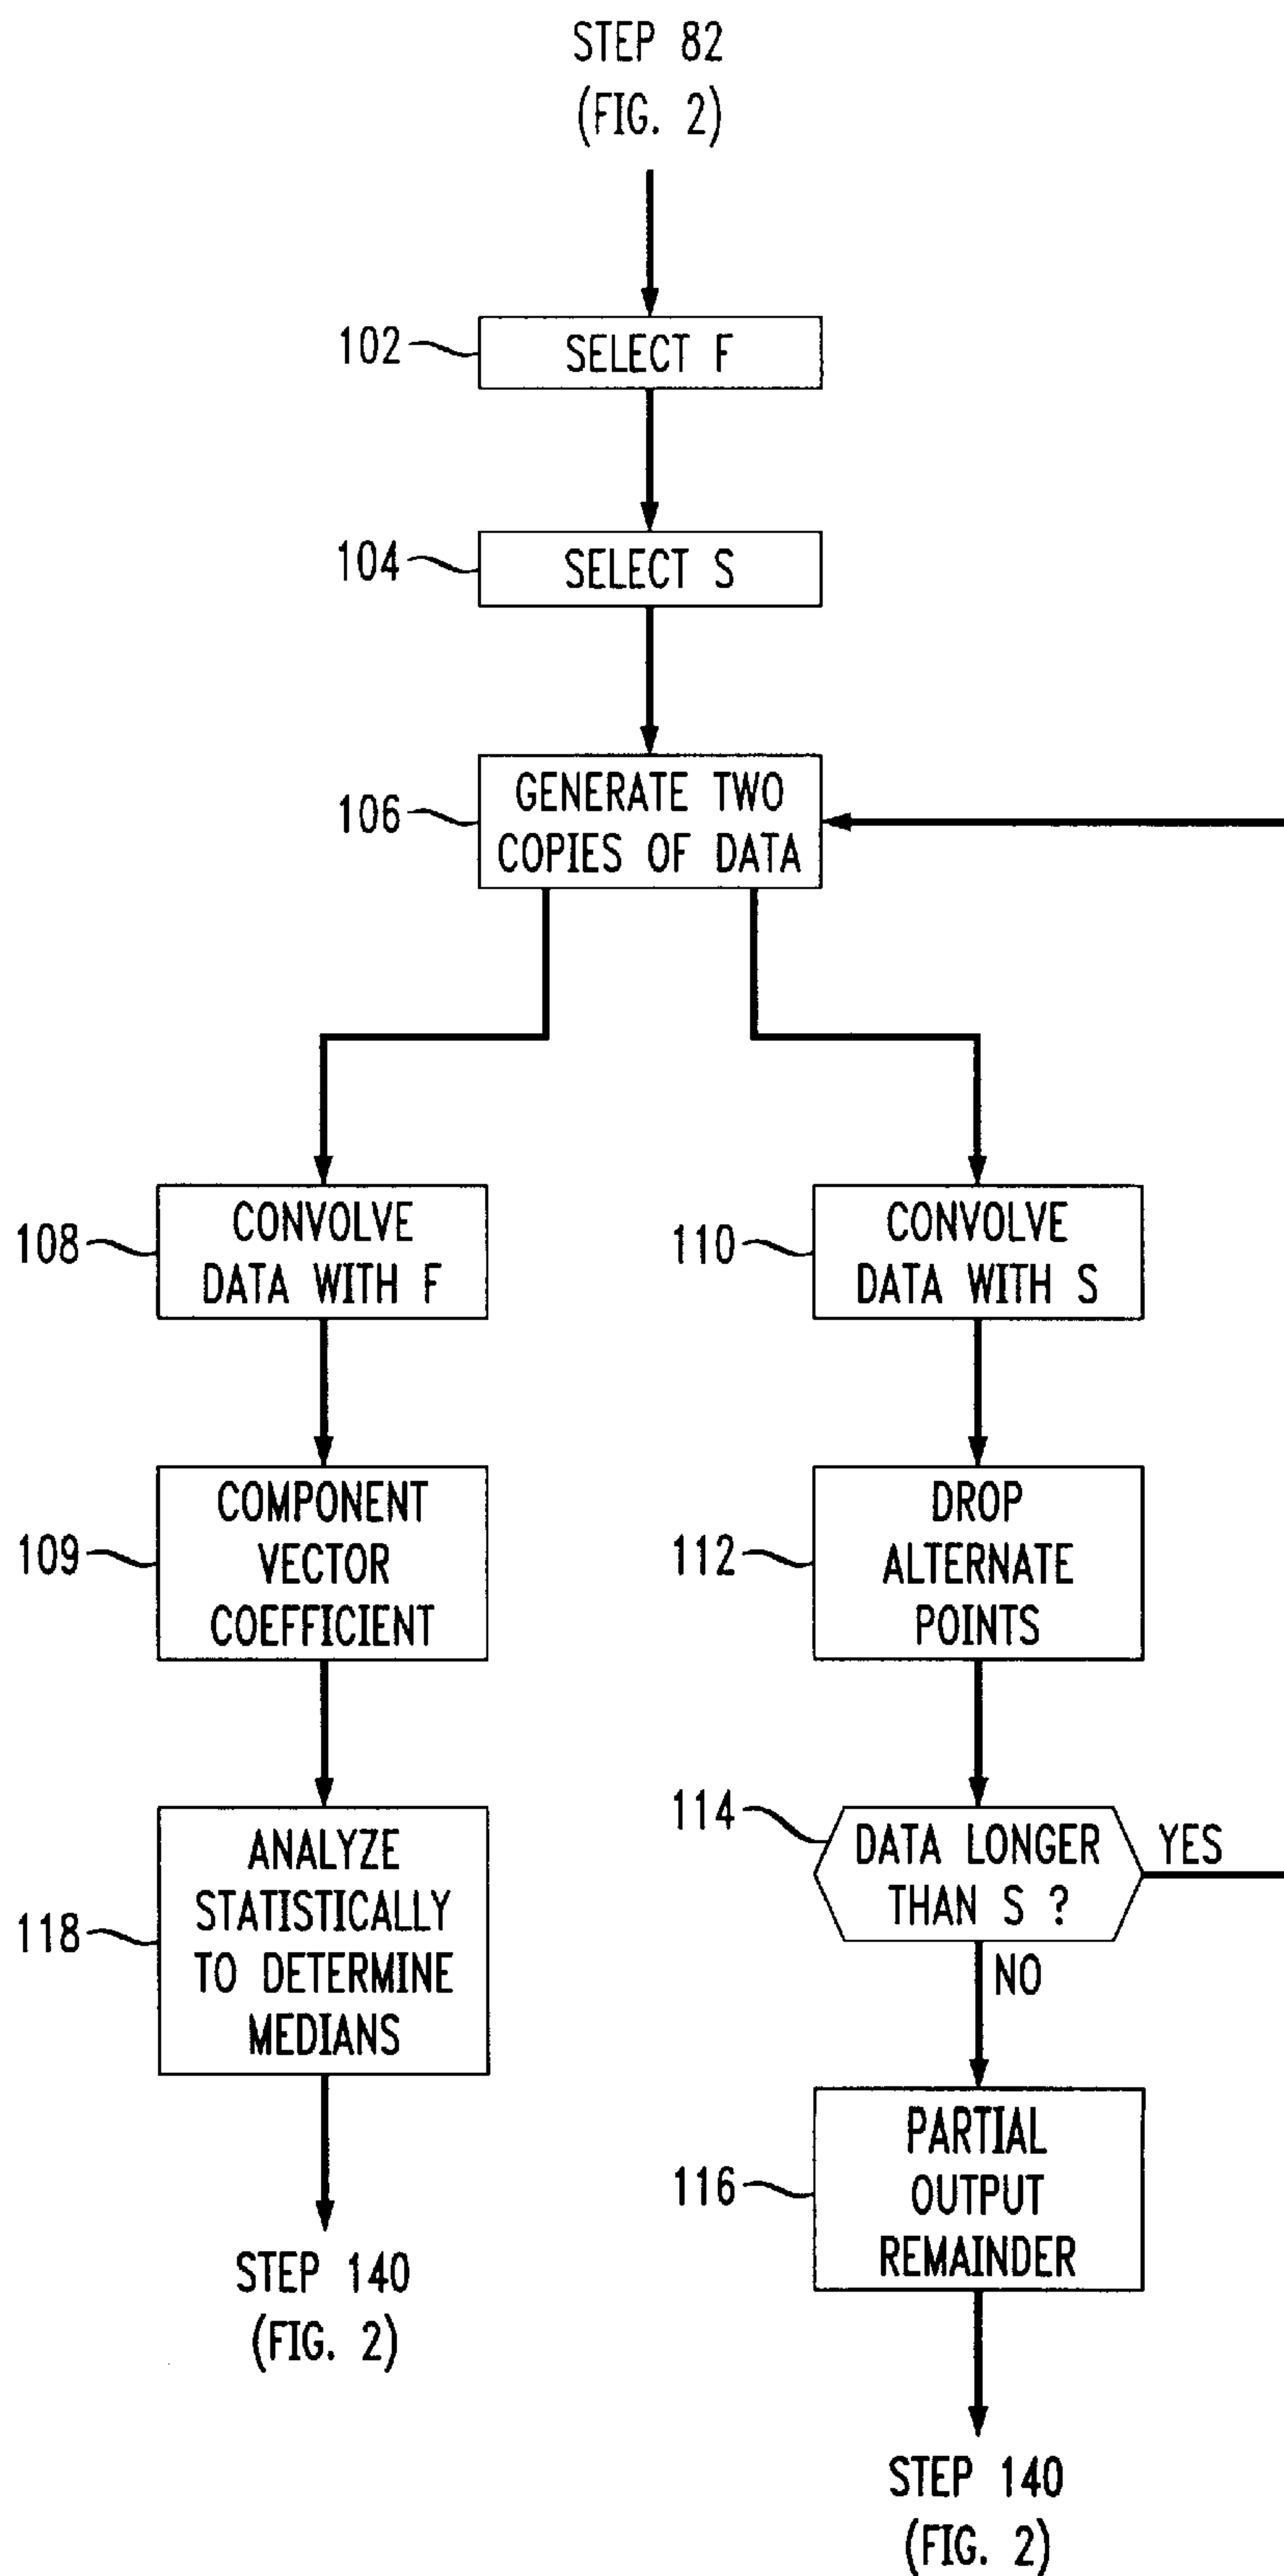 STEP 82
(FIG. 2)
102
SELECT F
104
SELECT S
106
GENERATE TWO
COPIES OF DATA
108
CONVOLVE
DATA WITH F
110
CONVOLVE
DATA WITH S
109
COMPONENT
VECTOR
COEFFICIENT
112
DROP
ALTERNATE
POINTS
114
DATA LONGER
THAN S ?
YES
NO
118
ANALYZE
STATISTICALLY
TO DETERMINE
MEDIANS
116
PARTIAL
OUTPUT
REMAINDER
STEP 140
(FIG. 2)
STEP 140
(FIG. 2)